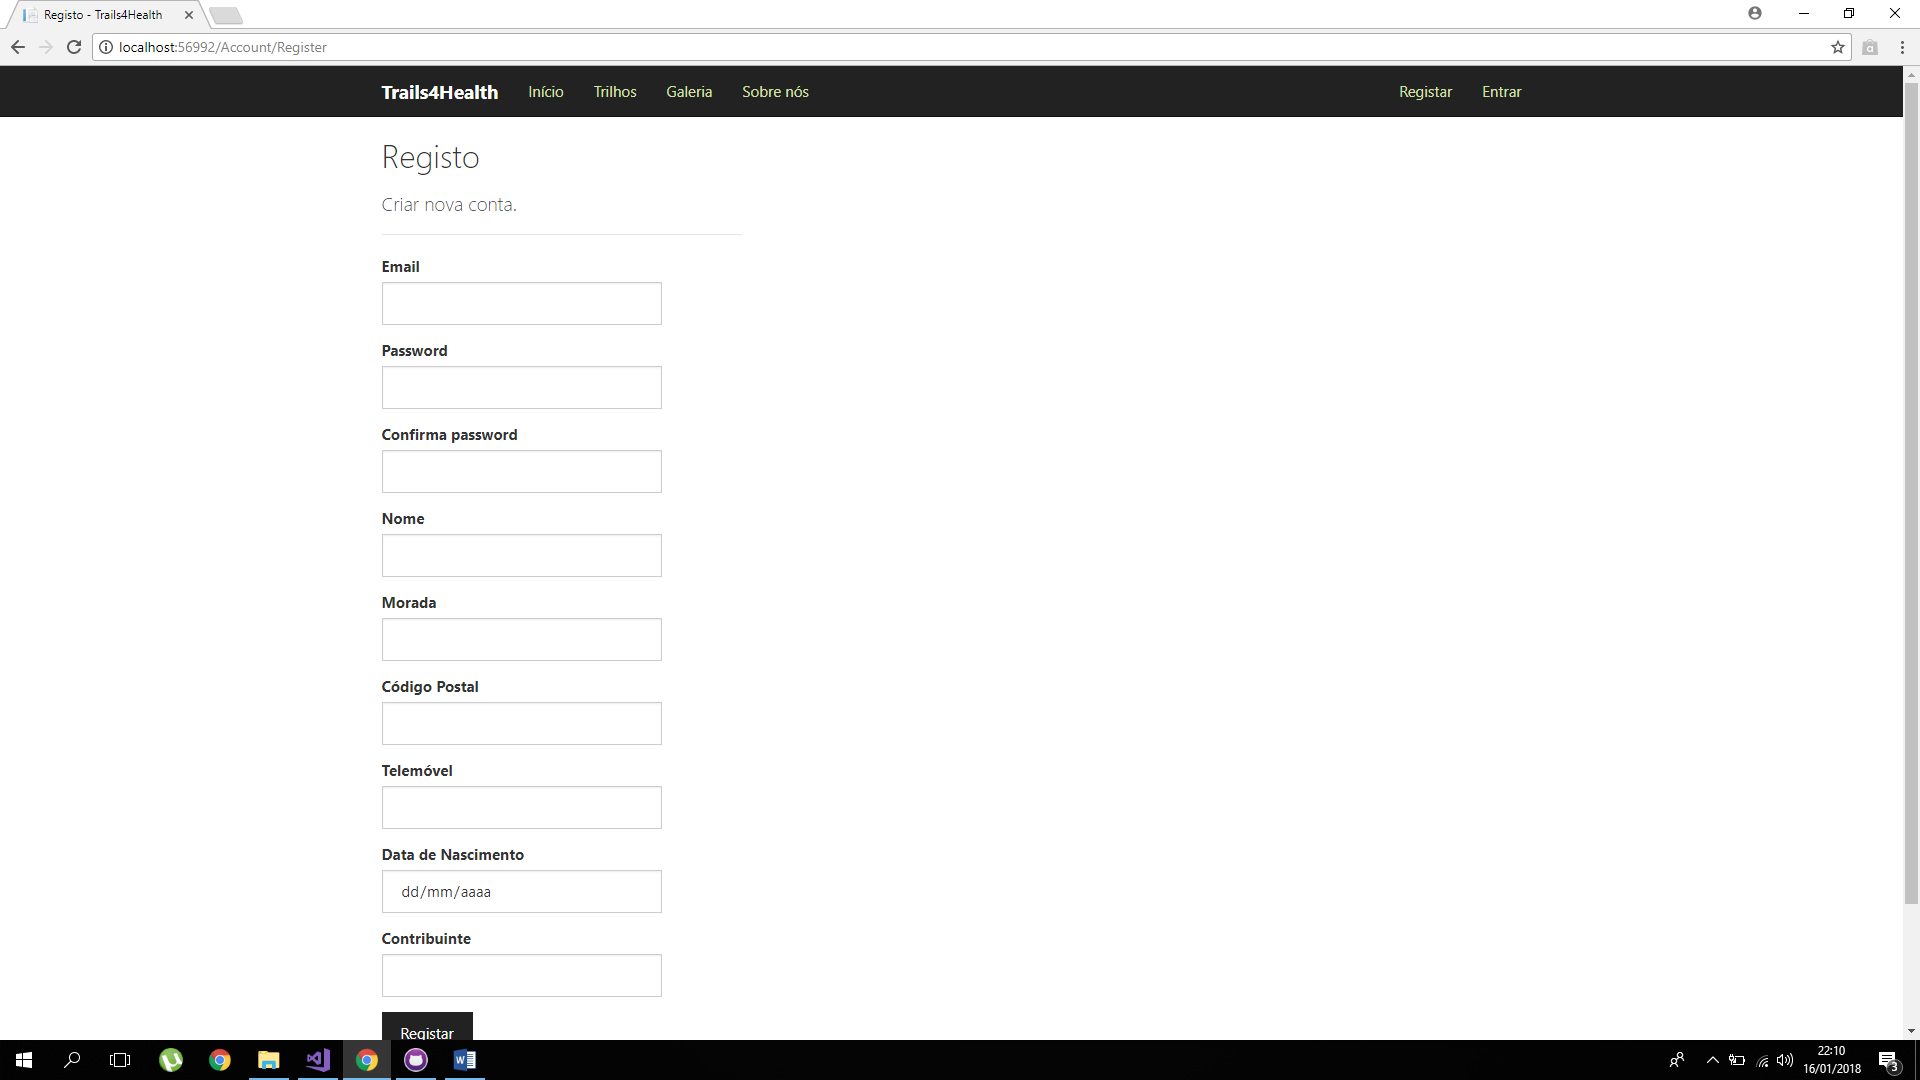 Registo - Trails4Health
localhost:56992/Account/Register
Trails4Health Início Trilhos Galeria Sobre nós Registar Entrar
Registo
Criar nova conta.
Email
Password
Confirma password
Nome
Morada
Código Postal
Telemóvel
Data de Nascimento
dd/mm/aaaa
Contribuinte
Registar
22:10
16/01/2018
3